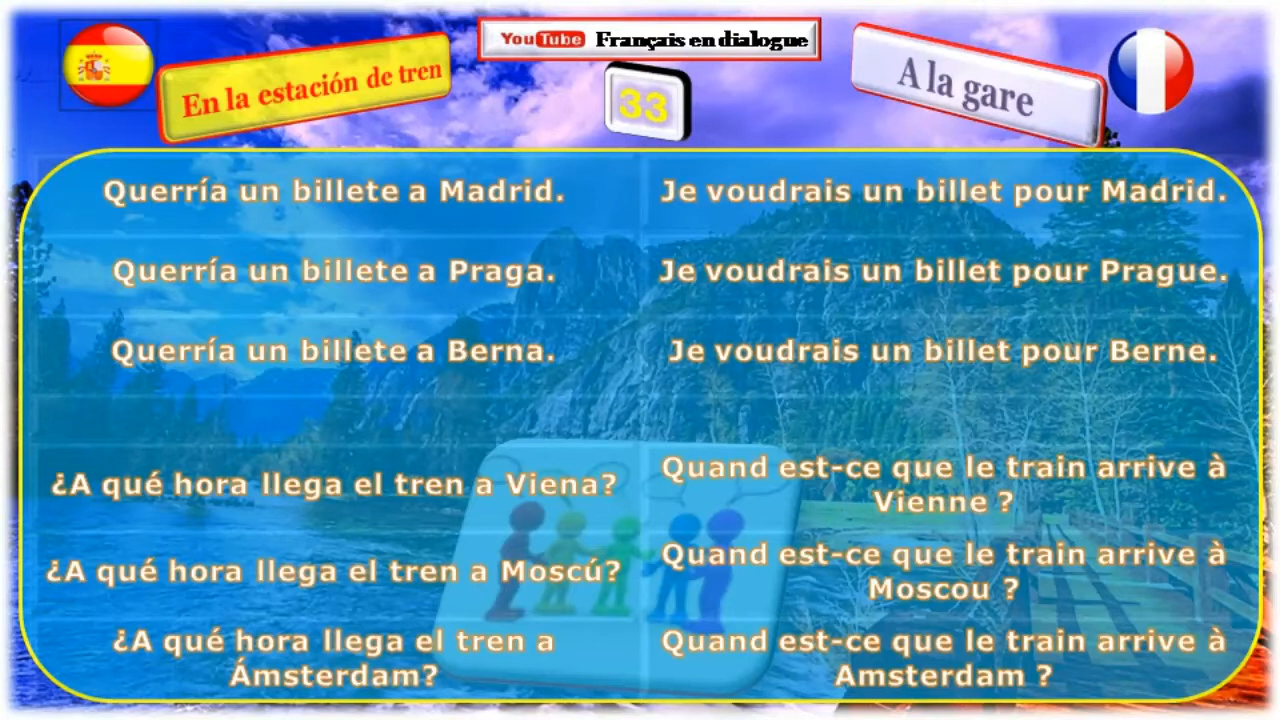 YouTube Français en dialogue
En la estación de tren
33
A la gare
Querría un billete a Madrid.
Je voudrais un billet pour Madrid.
Querría un billete a Praga.
Je voudrais un billet pour Prague.
Querría un billete a Berna.
Je voudrais un billet pour Berne.
¿A qué hora llega el tren a Viena?
Quand est-ce que le train arrive à
Vienne ?
¿A qué hora llega el tren a Moscú?
Quand est-ce que le train arrive à
Moscou ?
¿A qué hora llega el tren a
Ámsterdam?
Quand est-ce que le train arrive à
Amsterdam ?